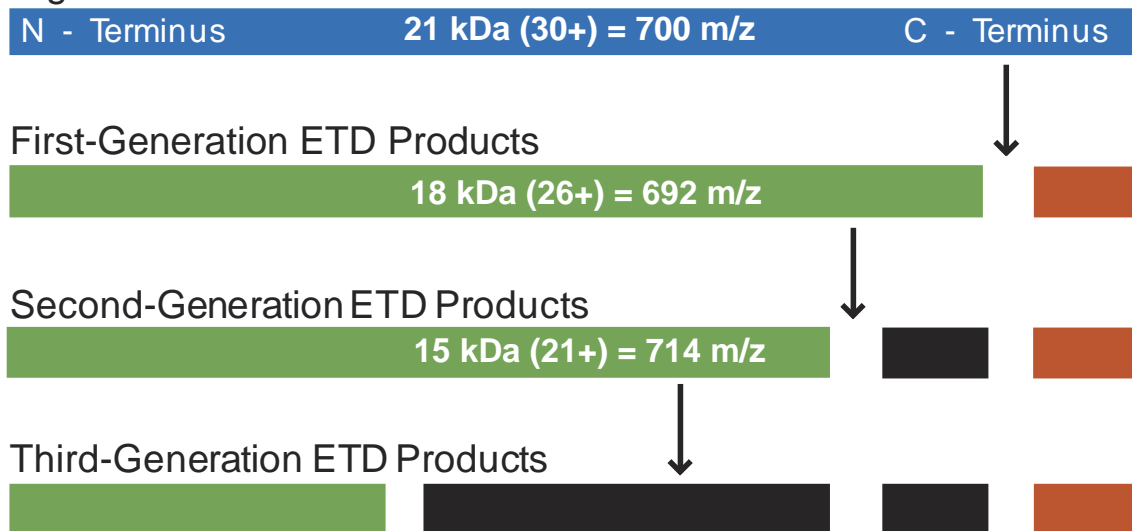 N - Terminus 21 kDa (30+) = 700 m/z C - Terminus
First-Generation ETD Products
18 kDa (26+) = 692 m/z
Second-Generation ETD Products
15 kDa (21+) = 714 m/z
Third-Generation ETD Products